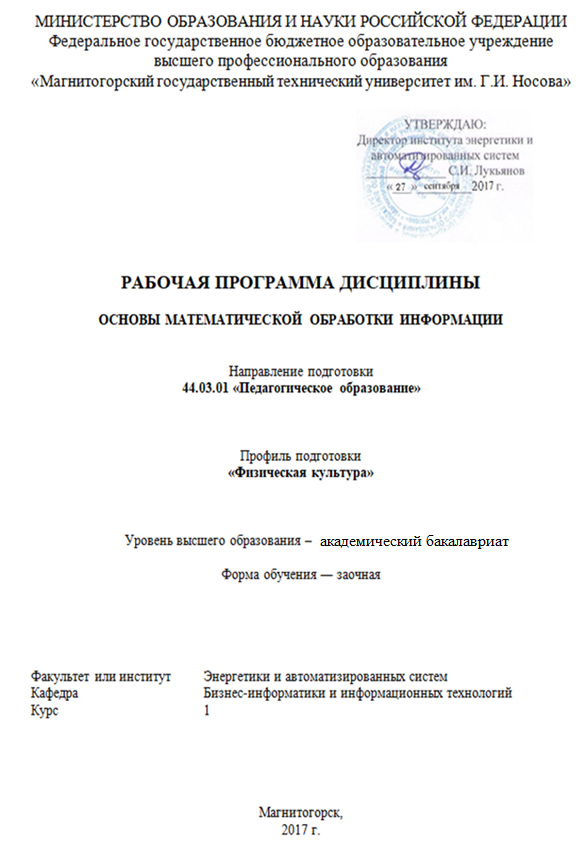 МИНИСТЕРСТВО ОБРАЗОВАНИЯ И НАУКИ РОССИЙСКОЙ ФЕДЕРАЦИИ
Федеральное государственное бюджетное образовательное учреждение
высшего профессионального образования
«Магнитогорский государственный технический университет им. Г.И. Носова»
УТВЕРЖДАЮ:
Директор института энергетики и
автоматизированных систем
С.И. Лукьянов
« 27 » сентября 2017 г.
РАБОЧАЯ ПРОГРАММА ДИСЦИПЛИНЫ
ОСНОВЫ МАТЕМАТИЧЕСКОЙ ОБРАБОТКИ ИНФОРМАЦИИ
Направление подготовки
44.03.01 «Педагогическое образование»
Профиль подготовки
«Физическая культура»
Уровень высшего образования – академический бакалавриат
Форма обучения — заочная
Факультет или институт Энергетики и автоматизированных систем
Кафедра Бизнес-информатики и информационных технологий
Курс 1
Магнитогорск,
2017 г.